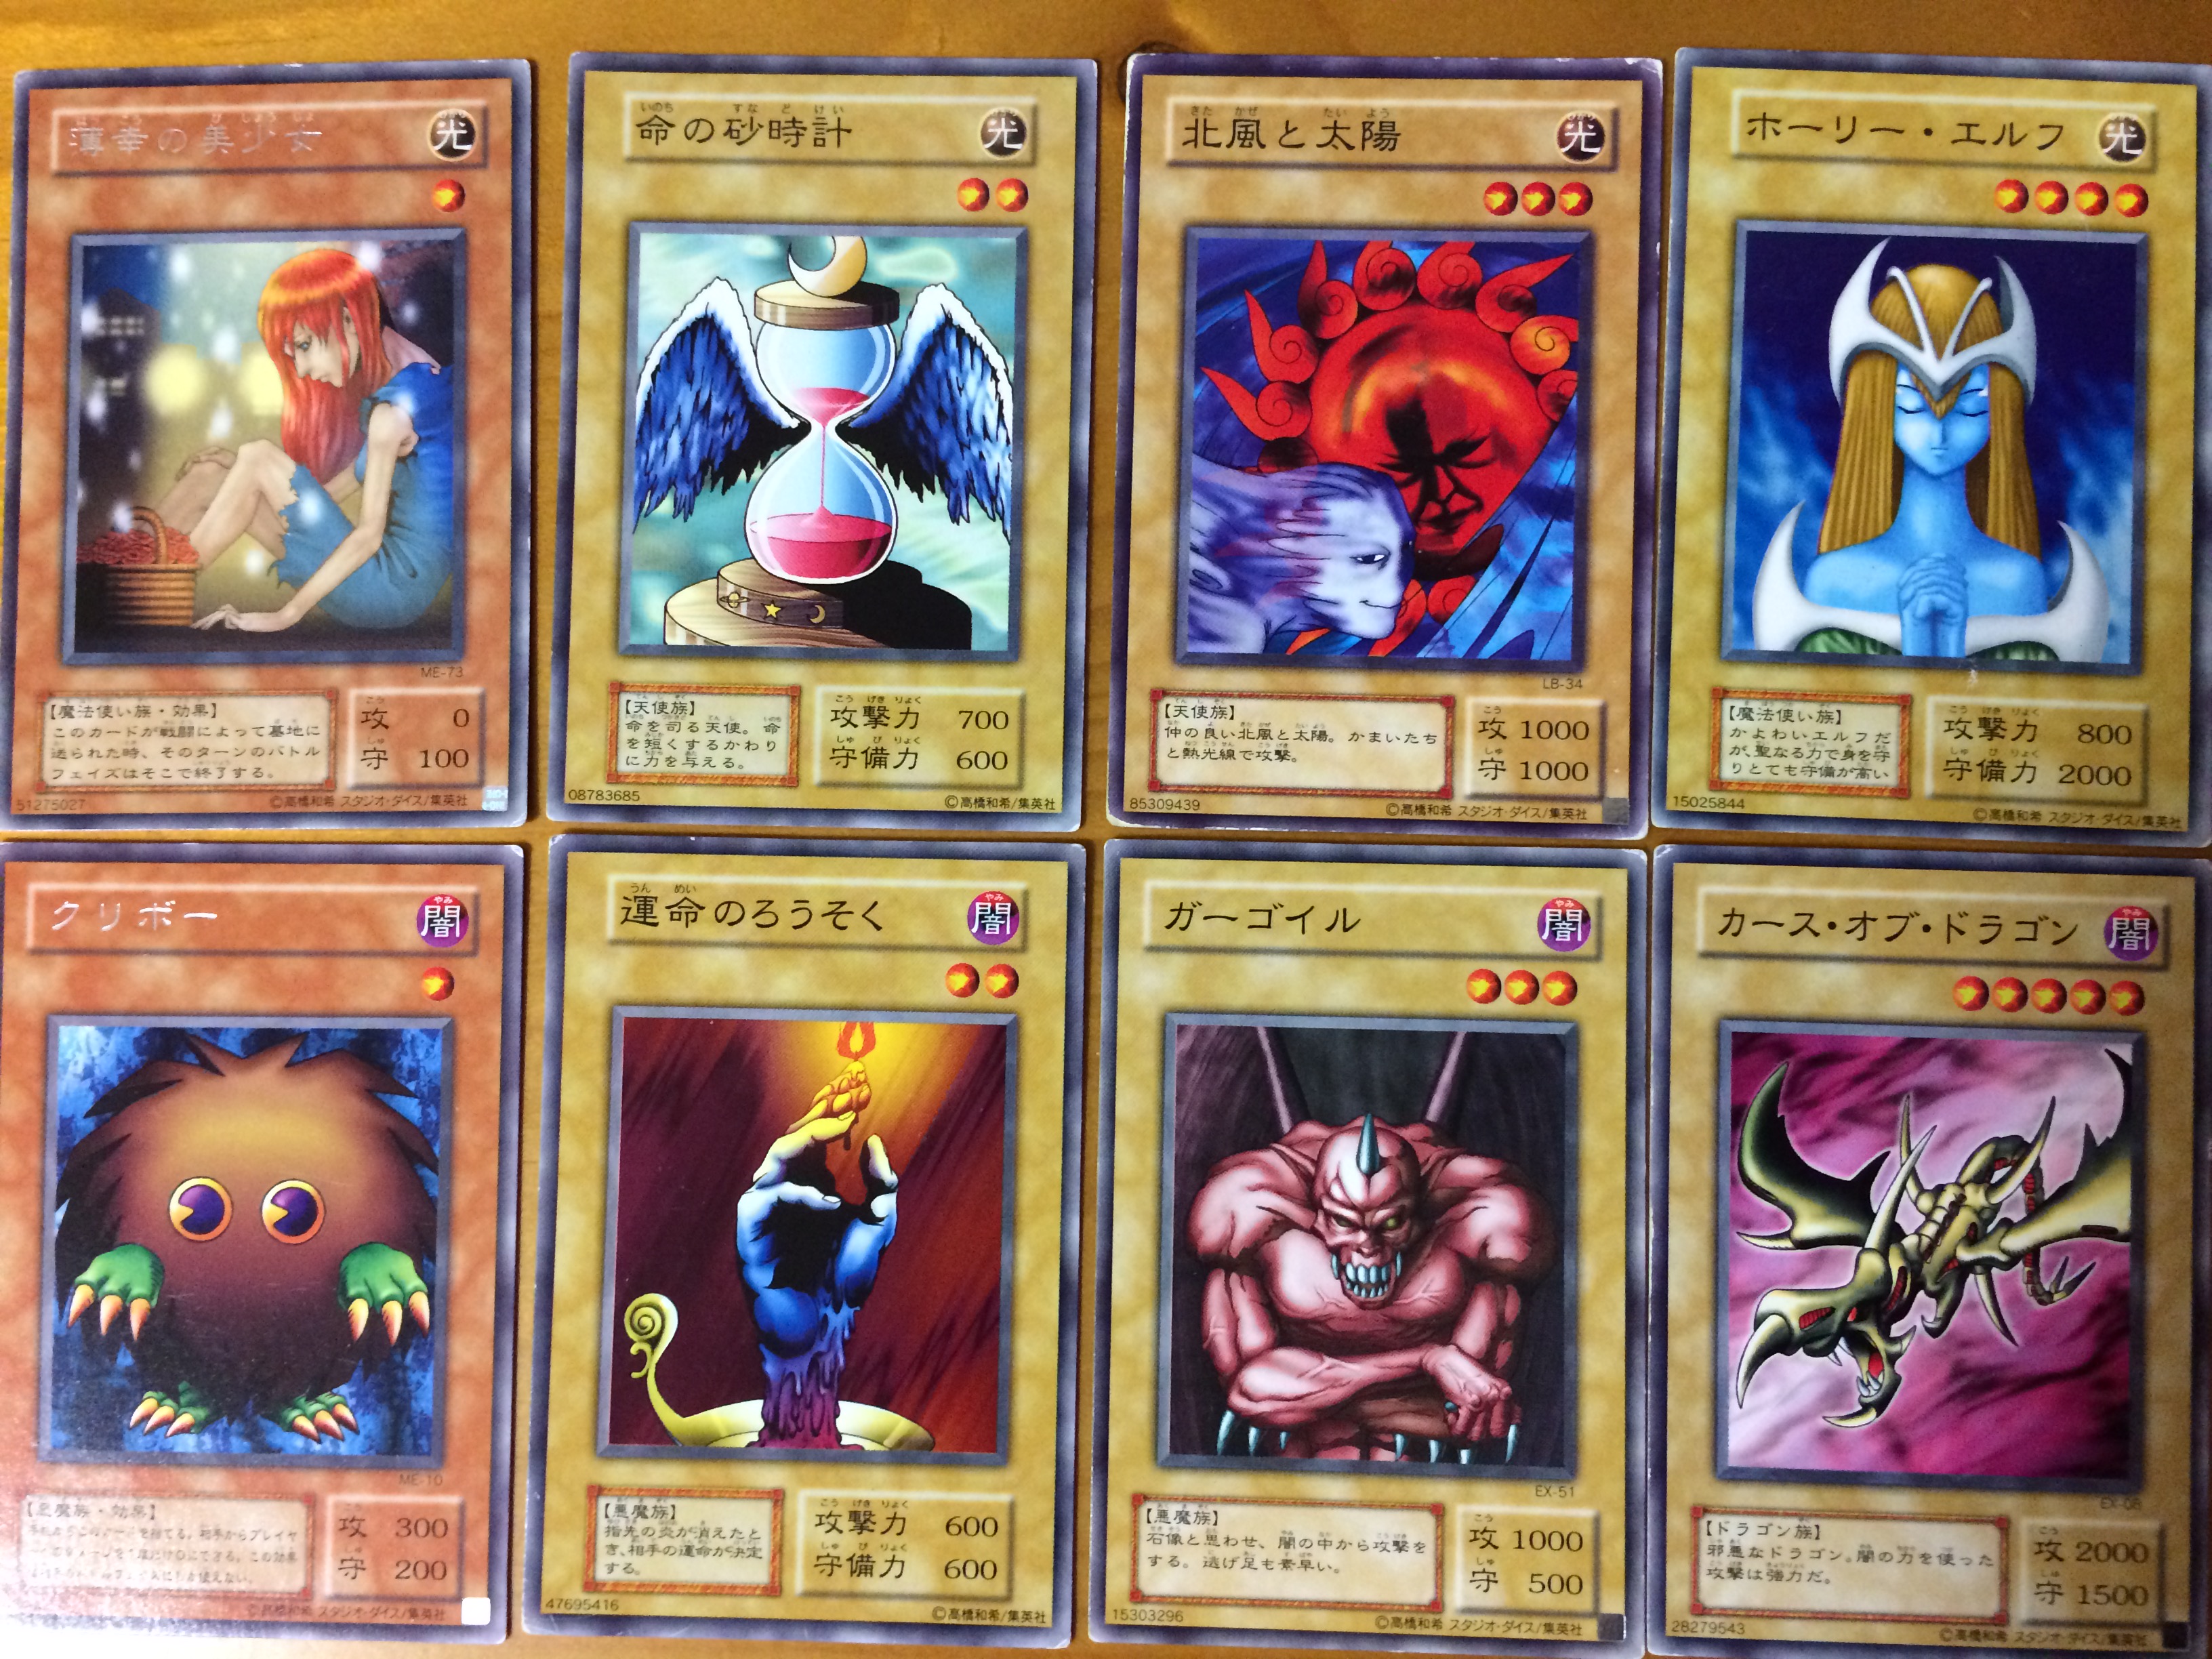 薄幸の美少女
光
ME-73
【魔法使い族・効果】
このカードが戦闘によって墓地に
送られた時、そのターンのバトル
フェイズはそこで終了する。
攻 0
守 100
51275027
©高橋和希 スタジオ・ダイス/集英社
命の砂時計
光
【天使族】
命を司る天使。命
を短くするかわり
に力を与える。
攻撃力 700
守備力 600
08783685
©高橋和希/集英社
北風と太陽
光
LB-34
【天使族】
仲の良い北風と太陽。かまいたち
と熱光線で攻撃。
攻 1000
守 1000
85309439
©高橋和希 スタジオ・ダイス/集英社
ホーリー・エルフ
光
【魔法使い族】
かよわいエルフだ
が、聖なる力で身を守
りとても守備が高い
攻撃力 800
守備力 2000
15025844
©高橋和希 スタジオ・ダイス/集英社
クリボー
闇
ME-10
【悪魔族・効果】
攻 300
守 200
©高橋和希 スタジオ・ダイス/集英社
運命のろうそく
闇
【悪魔族】
指先の炎が消えたと
き、相手の運命が決定
する。
攻撃力 600
守備力 600
47695416
©高橋和希/集英社
ガーゴイル
闇
EX-51
【悪魔族】
石像と思わせ、闇の中から攻撃を
する。逃げ足も素早い。
攻 1000
守 500
15303296
©高橋和希 スタジオ・ダイス/集英社
カース・オブ・ドラゴン
闇
EX-08
【ドラゴン族】
邪悪なドラゴン。闇の力を使った
攻撃は強力だ。
攻 2000
守 1500
28279543
©高橋和希 スタジオ・ダイス/集英社